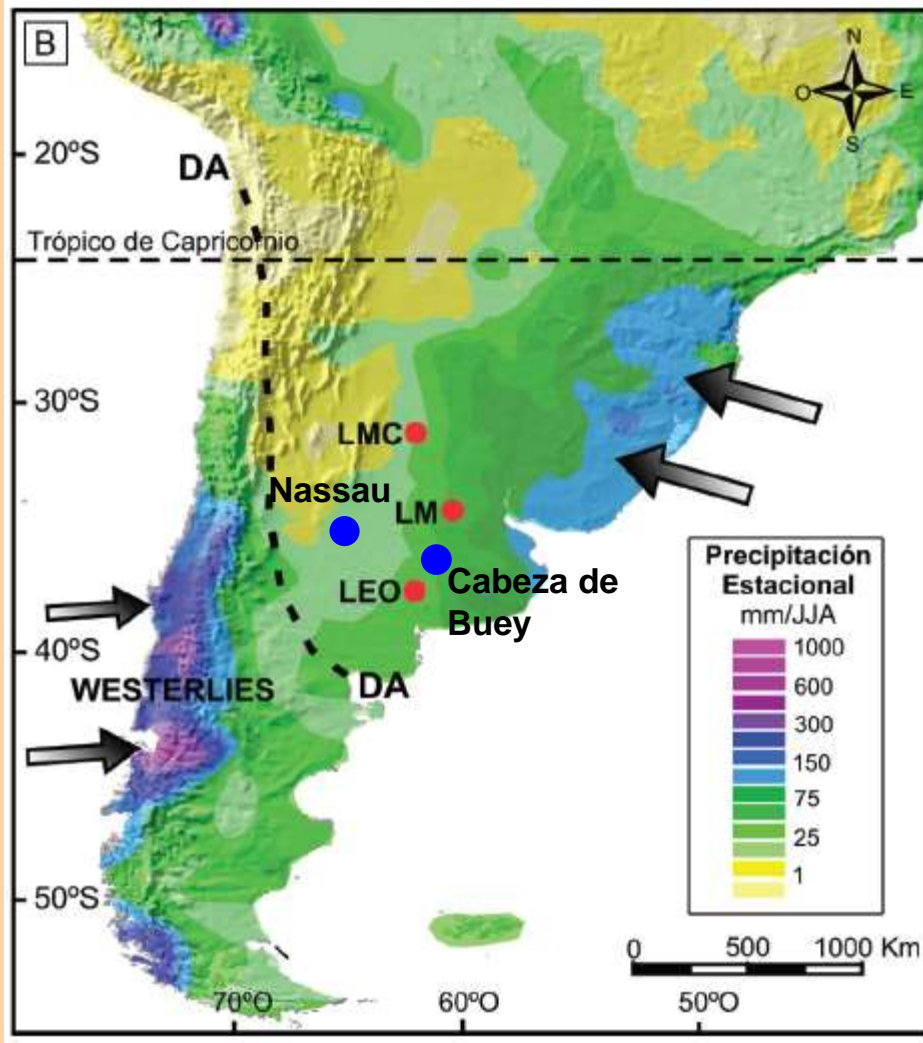 B
1
N
O
E
S
20ºS
DA
Trópico de Capricornio
30ºS
LMC
Nassau
LM
Cabeza de
Buey
LEO
40ºS
WESTERLIES
DA
Precipitación
Estacional
mm/JJA
1000
600
300
150
75
25
1
50ºS
0 500 1000 Km
70ºO 60ºO 50ºO